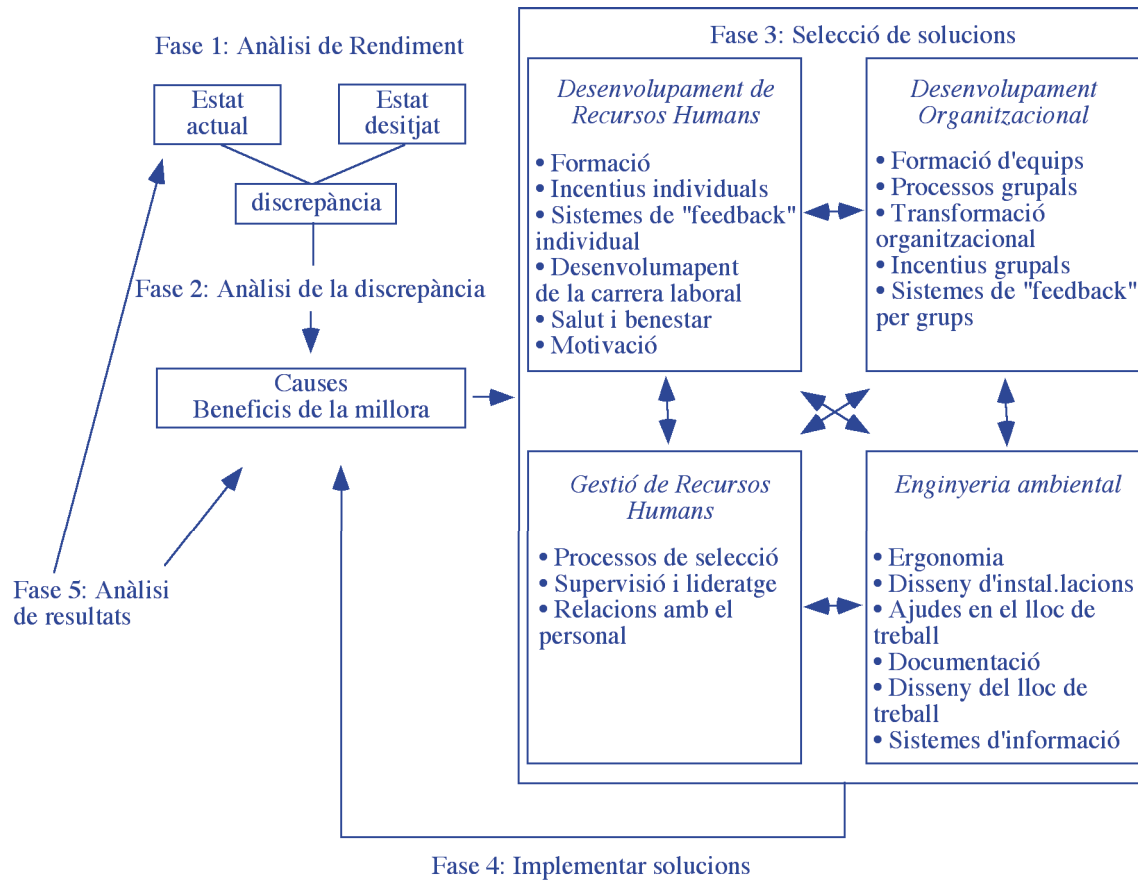 Fase 1: Anàlisi de Rendiment
Estat
actual
Estat
desitjat
discrepància
Fase 2: Anàlisi de la discrepància
Causes
Beneficis de la millora
Fase 5: Anàlisi
de resultats
Fase 3: Selecció de solucions
Desenvolupament de
Recursos Humans
• Formació
• Incentius individuals
• Sistemes de "feedback"
individual
• Desenvolumapent
de la carrera laboral
• Salut i benestar
• Motivació
Desenvolupament
Organitzacional
• Formació d'equips
• Processos grupals
• Transformació
organitzacional
• Incentius grupals
• Sistemes de "feedback"
per grups
Gestió de Recursos
Humans
• Processos de selecció
• Supervisió i lideratge
• Relacions amb el
personal
Enginyeria ambiental
• Ergonomia
• Disseny d'instal.lacions
• Ajudes en el lloc de
treball
• Documentació
• Disseny del lloc de
treball
• Sistemes d'informació
Fase 4: Implementar solucions